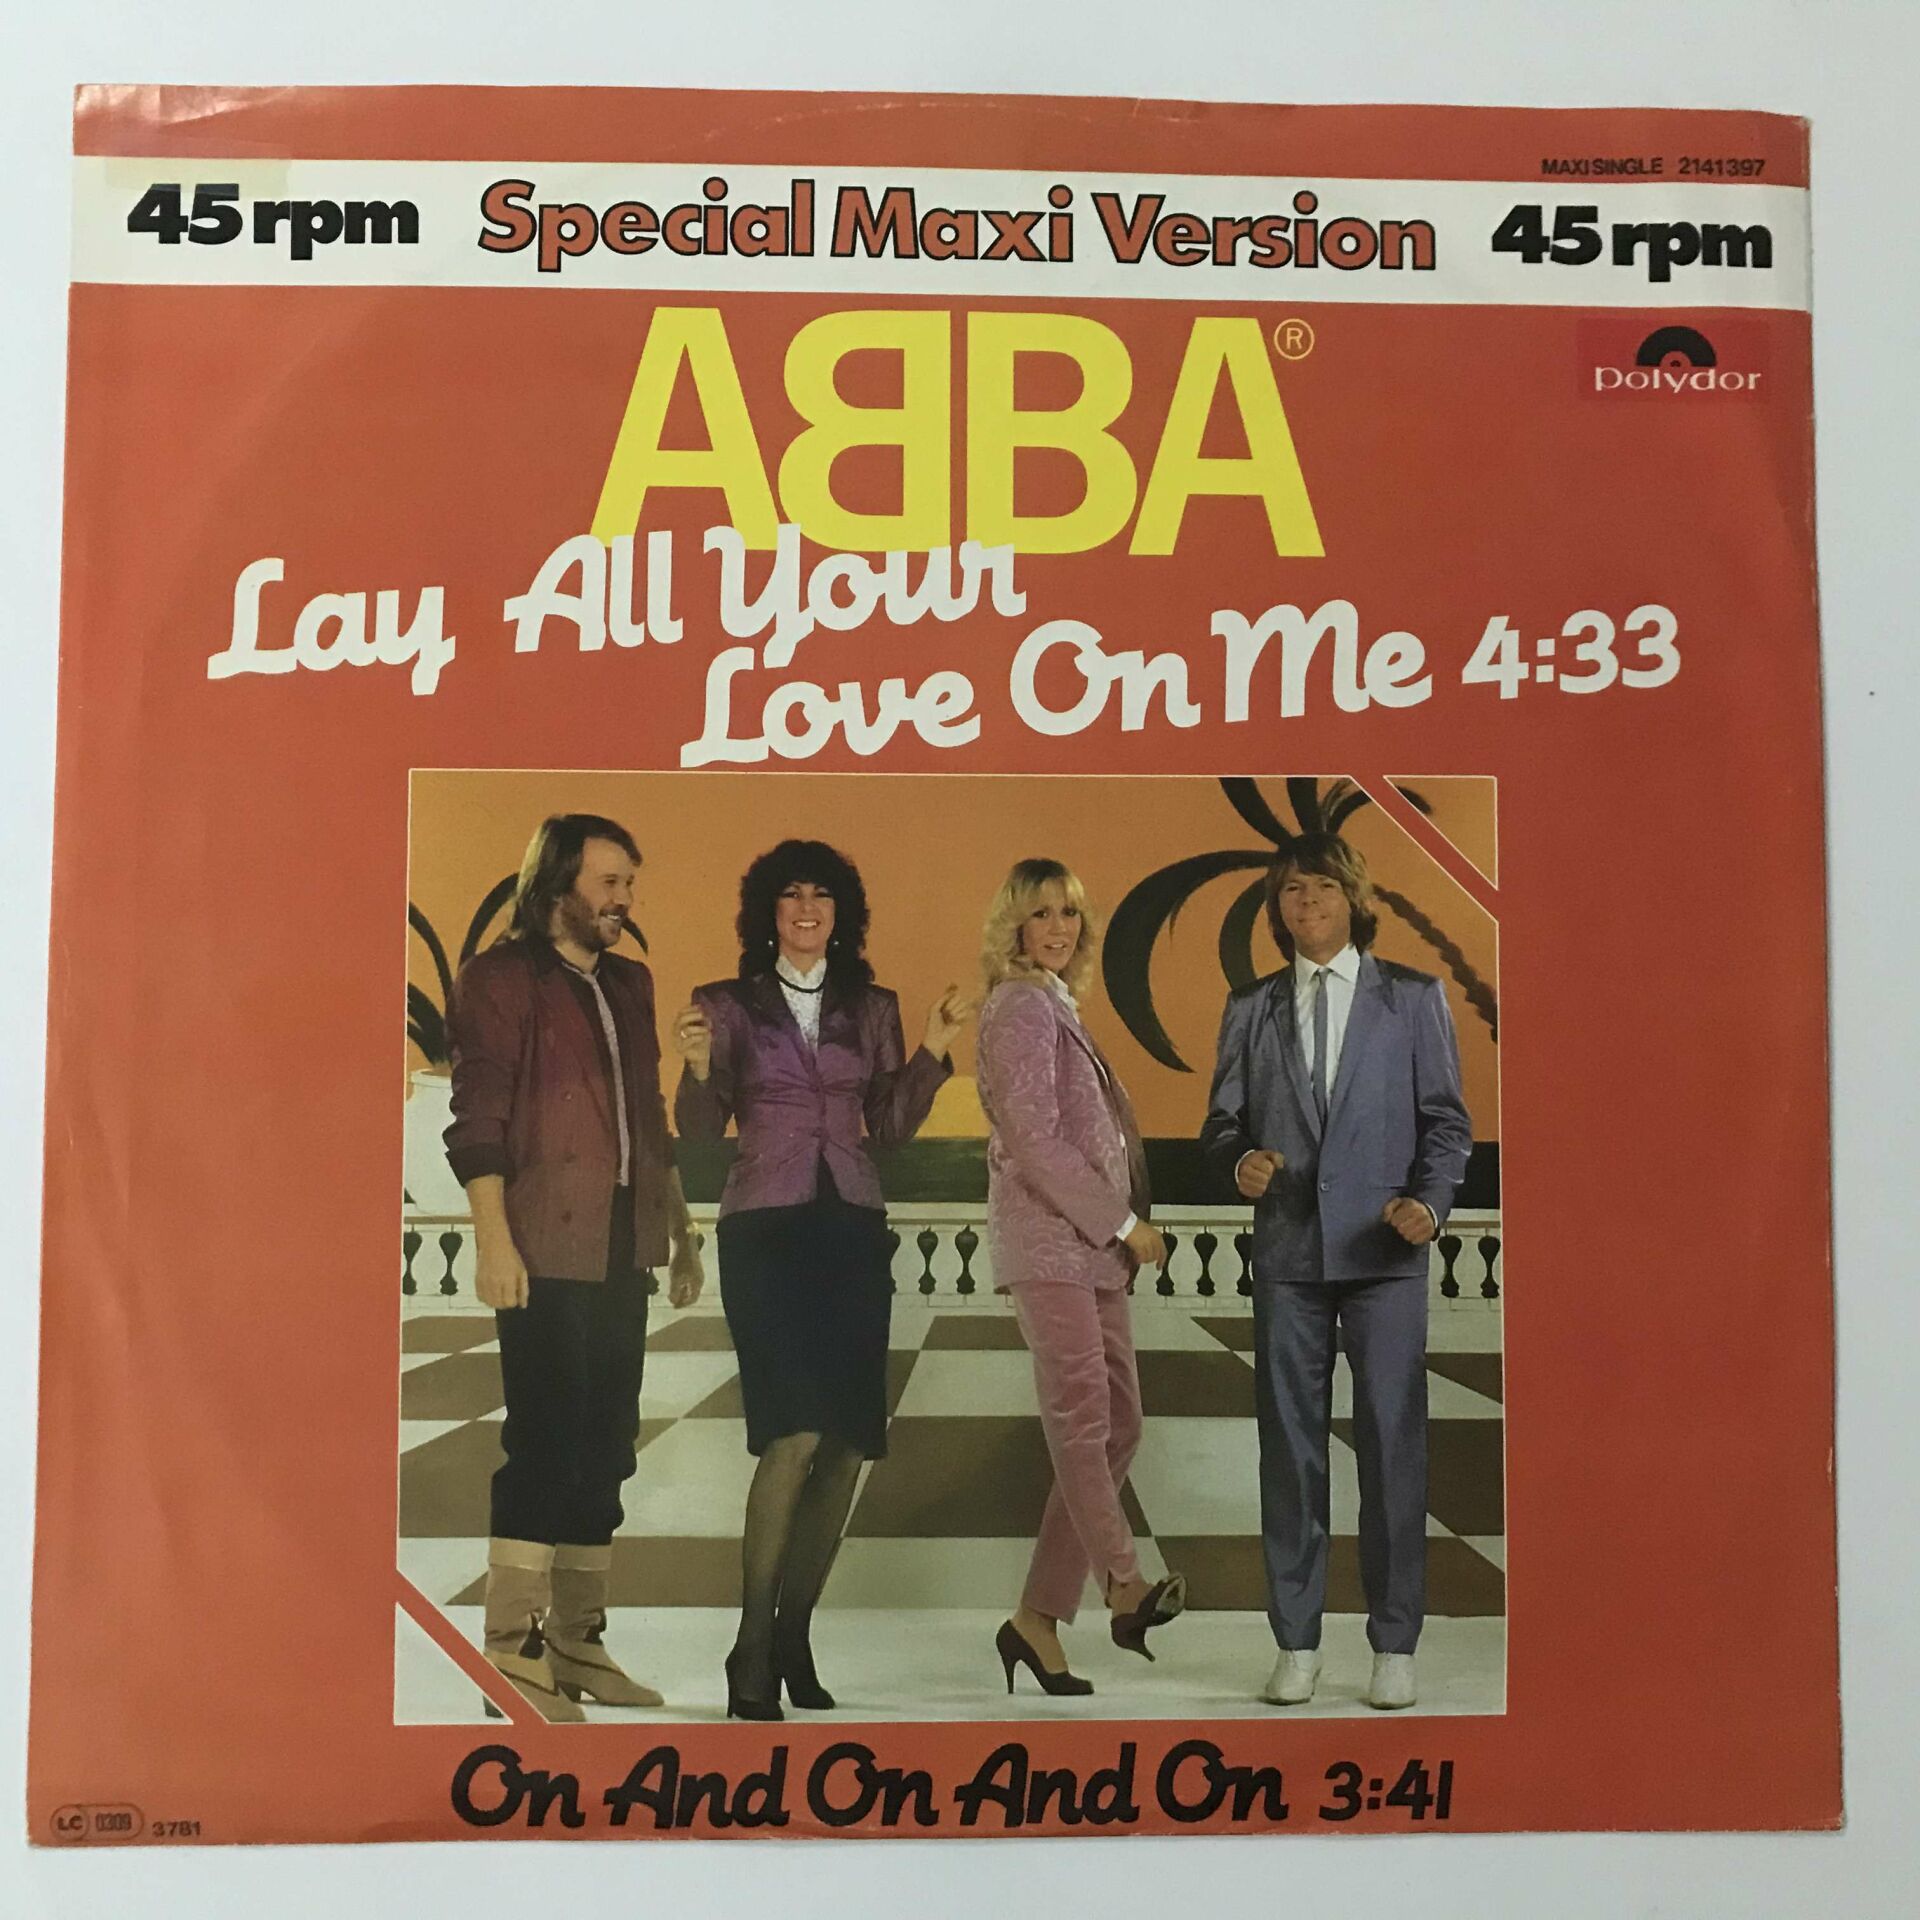 MAXI SINGLE 2141397
45 rpm Special Maxi Version 45 rpm
ABBA®
polydor
Lay All Your
Love On Me 4:33
On And On And On 3:41
LC 0309 3781